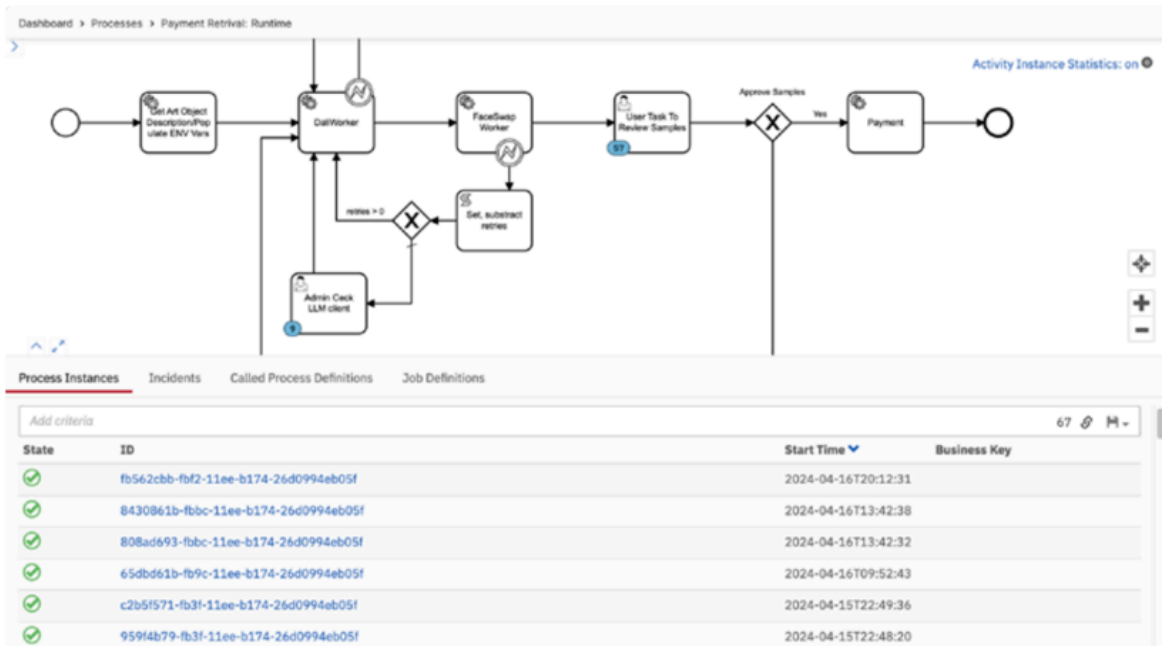 Dashboard > Processes > Payment Retrival: Runtime
Activity Instance Statistics: on
Get Art Object
Description/Pop
ulate ENV Vars
DallWorker
FaceSwap
Worker
User Task To
Review Samples
57
Approve Samples
Yes
Payment
Set, substract
retries
retries > 0
Admin Ceck
LLM client
9
Process Instances Incidents Called Process Definitions Job Definitions
Add criteria 67
State ID Start Time Business Key
fb562cbb-fbf2-11ee-b174-26d0994eb05f 2024-04-16T20:12:31
8430861b-fbbc-11ee-b174-26d0994eb05f 2024-04-16T13:42:38
808ad693-fbbc-11ee-b174-26d0994eb05f 2024-04-16T13:42:32
65dbd61b-fb9c-11ee-b174-26d0994eb05f 2024-04-16T09:52:43
c2b5f571-fb3f-11ee-b174-26d0994eb05f 2024-04-15T22:49:36
959f4b79-fb3f-11ee-b174-26d0994eb05f 2024-04-15T22:48:20